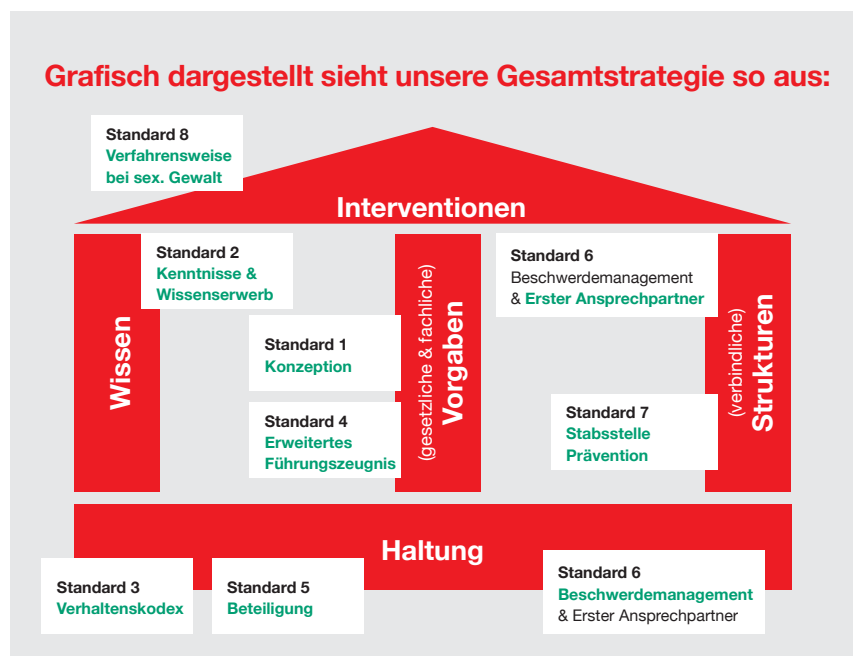 Grafisch dargestellt sieht unsere Gesamtstrategie so aus:
Standard 8
Verfahrensweise
bei sex. Gewalt
Interventionen
Wissen
Standard 2
Kenntnisse &
Wissenserwerb
Standard 1
Konzeption
Standard 4
Erweitertes
Führungszeugnis
(gesetzliche & fachliche)
Vorgaben
Standard 6
Beschwerdemanagement
& Erster Ansprechpartner
Standard 7
Stabsstelle
Prävention
(verbindliche)
Strukturen
Haltung
Standard 3
Verhaltenskodex
Standard 5
Beteiligung
Standard 6
Beschwerdemanagement
& Erster Ansprechpartner